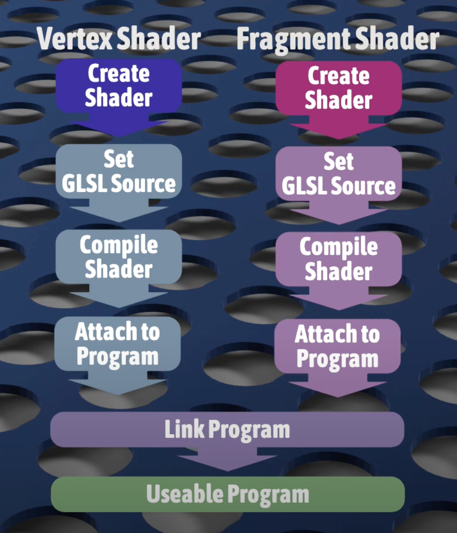 Vertex Shader
Fragment Shader
Create
Shader
Create
Shader
Set
GLSL Source
Set
GLSL Source
Compile
Shader
Compile
Shader
Attach to
Program
Attach to
Program
Link Program
Useable Program